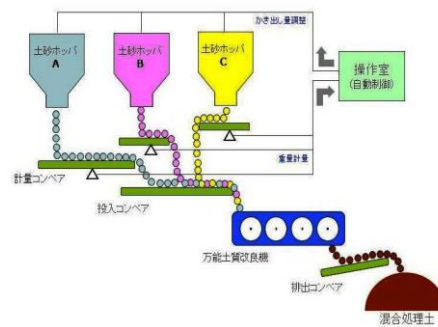 かき出し量調整
土砂ホッパ
A
土砂ホッパ
B
土砂ホッパ
C
操作室
(自動制御)
重量計量
計量コンベア
投入コンベア
万能土質改良機
排出コンベア
混合処理土